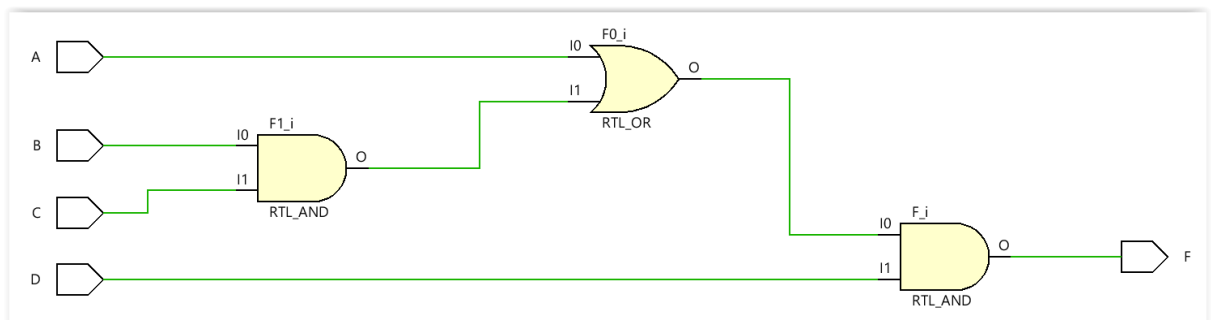 F0_i
A
I0
O
I1
RTL_OR
F1_i
B
I0
O
I1
C
RTL_AND
F_i
I0
O
F
I1
D
RTL_AND